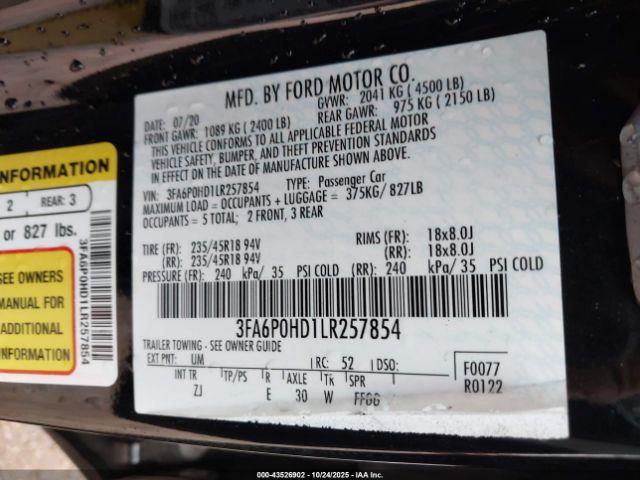 INFORMATION
2 REAR: 3
or 827 lbs.
SEE OWNERS
MANUAL FOR
ADDITIONAL
INFORMATION
3FA6P0HD1LR257854
MFD. BY FORD MOTOR CO.
DATE: 07/20 GVWR: 2041 KG ( 4500 LB)
FRONT GAWR: 1089 KG ( 2400 LB) REAR GAWR: 975 KG ( 2150 LB)
THIS VEHICLE CONFORMS TO ALL APPLICABLE FEDERAL MOTOR
VEHICLE SAFETY, BUMPER, AND THEFT PREVENTION STANDARDS
IN EFFECT ON THE DATE OF MANUFACTURE SHOWN ABOVE.
VIN: 3FA6P0HD1LR257854 TYPE: Passenger Car
MAXIMUM LOAD = OCCUPANTS + LUGGAGE = 375KG/ 827LB
OCCUPANTS = 5 TOTAL; 2 FRONT, 3 REAR
TIRE (FR): 235/45R18 94V RIMS (FR): 18x8.0J
(RR): 235/45R18 94V (RR): 18x8.0J
PRESSURE (FR): 240 kPa/ 35 PSI COLD (RR): 240 kPa/ 35 PSI COLD
3FA6P0HD1LR257854
TRAILER TOWING - SEE OWNER GUIDE
EXT PNT: UM RC: 52 DSO: F0077
INT TR TP/PS R AXLE TR SPR R0122
ZJ E 30 W FFGG
000-43526902 - 10/24/2025 - IAA Inc.